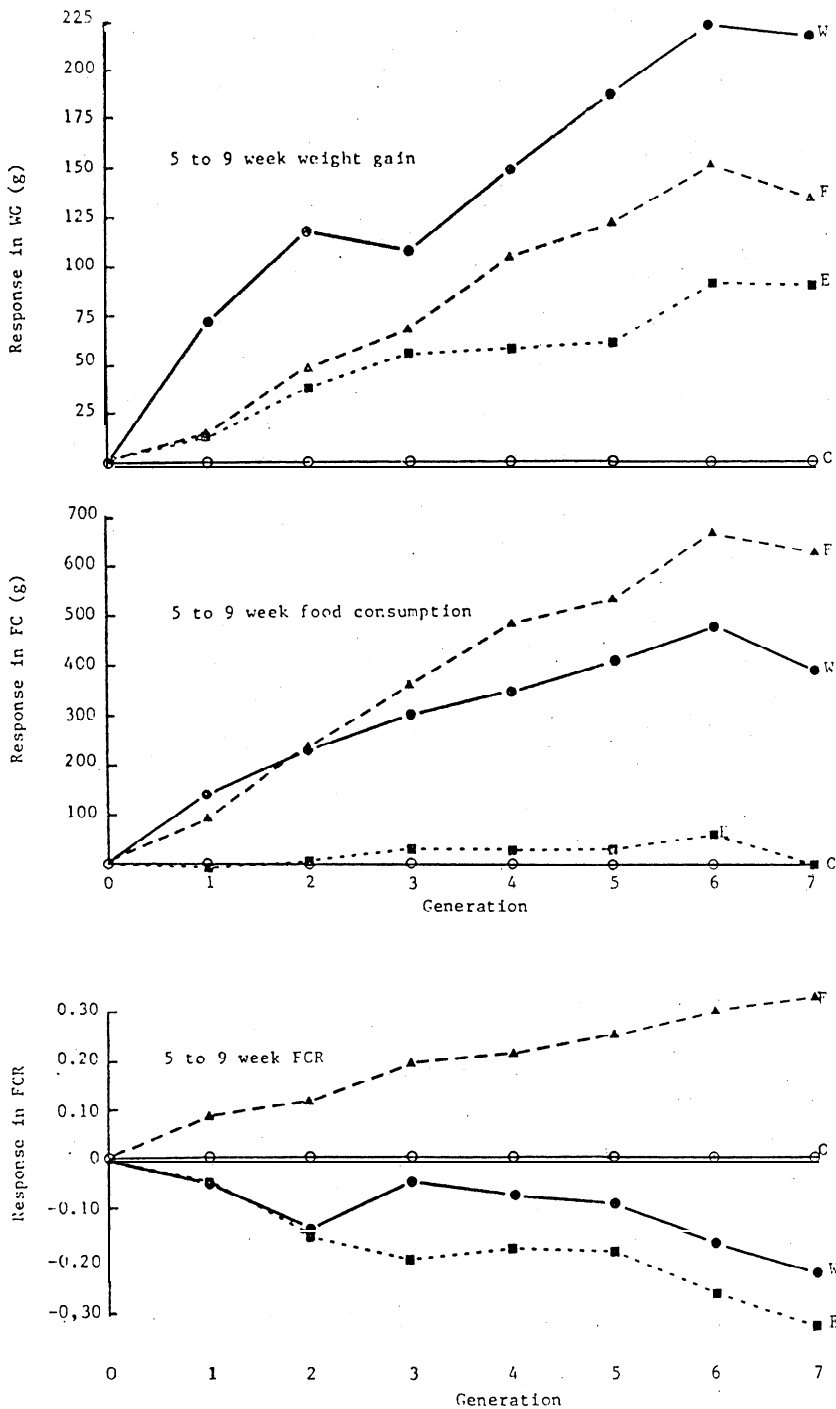 225
W
200
175
5 to 9 week weight gain
150
F
125
100
E
75
50
25
C
Response in WG (g)
700
F
600
5 to 9 week food consumption
500
400
W
300
200
100
E
C
0 1 2 3 4 5 6 7
Generation
Response in FC (g)
0.30
F
0.20
5 to 9 week FCR
0.10
C
0
-0.10
-0.20
W
-0,30
E
Response in FCR
0 1 2 3 4 5 6 7
Generation